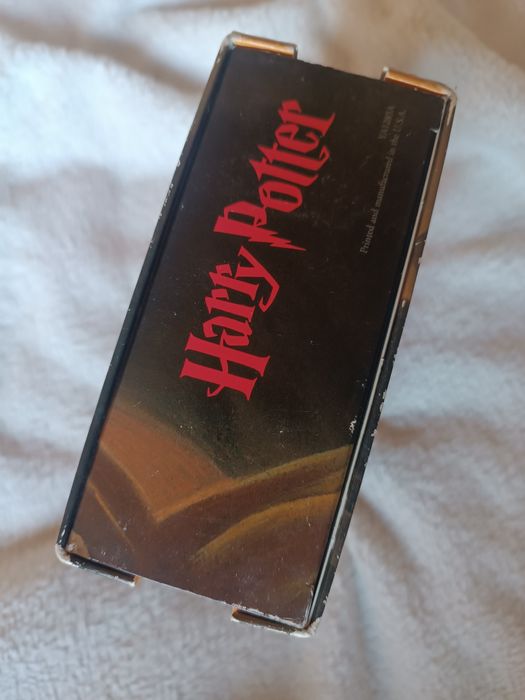 Harry Potter
Printed and manufactured in the U.S.A.